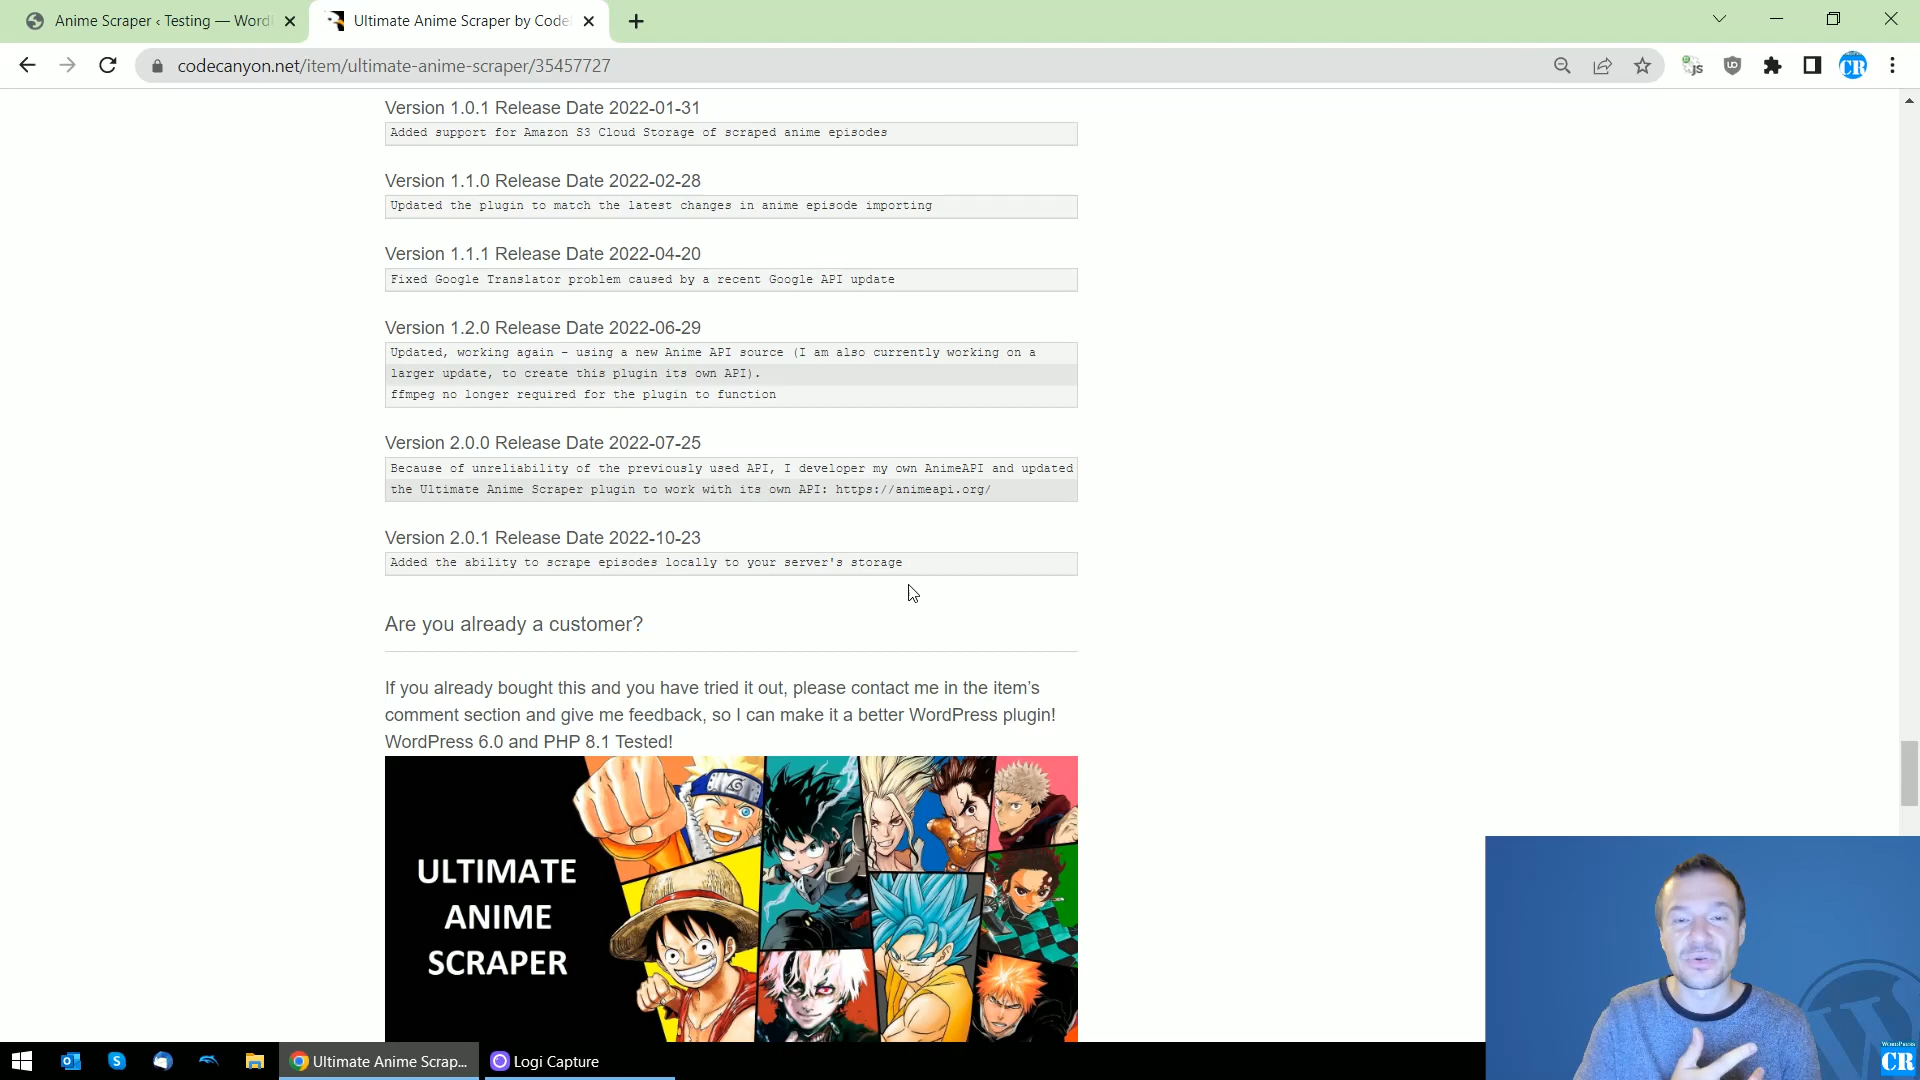 Anime Scraper ‹ Testing — Word
Ultimate Anime Scraper by Code
codecanyon.net/item/ultimate-anime-scraper/35457727
JS
CR
Version 1.0.1 Release Date 2022-01-31
Added support for Amazon S3 Cloud Storage of scraped anime episodes
Version 1.1.0 Release Date 2022-02-28
Updated the plugin to match the latest changes in anime episode importing
Version 1.1.1 Release Date 2022-04-20
Fixed Google Translator problem caused by a recent Google API update
Version 1.2.0 Release Date 2022-06-29
Updated, working again - using a new Anime API source (I am also currently working on a
larger update, to create this plugin its own API).
ffmpeg no longer required for the plugin to function
Version 2.0.0 Release Date 2022-07-25
Because of unreliability of the previously used API, I developer my own AnimeAPI and updated
the Ultimate Anime Scraper plugin to work with its own API: https://animeapi.org/
Version 2.0.1 Release Date 2022-10-23
Added the ability to scrape episodes locally to your server's storage
Are you already a customer?
If you already bought this and you have tried it out, please contact me in the item’s
comment section and give me feedback, so I can make it a better WordPress plugin!
WordPress 6.0 and PHP 8.1 Tested!
ULTIMATE
ANIME
SCRAPER
Ultimate Anime Scrap...
Logi Capture
WORDPRESS
CR